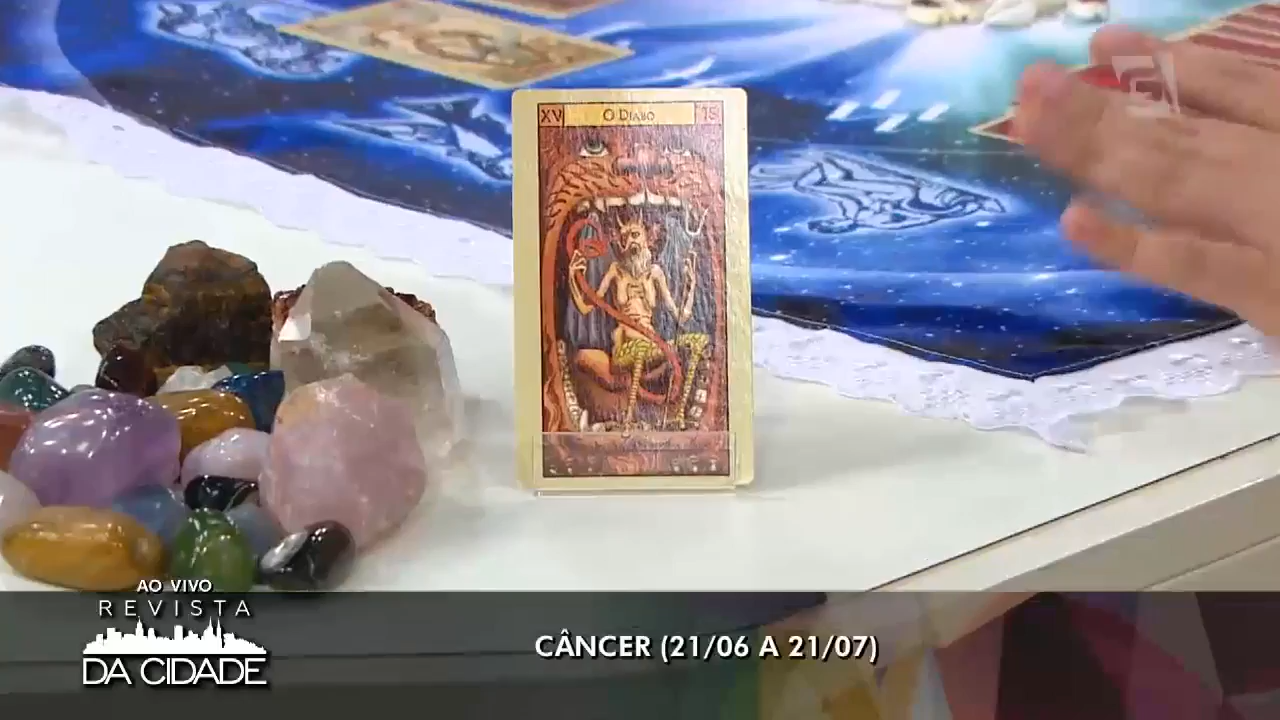 XV O DIABO 15
AO VIVO
REVISTA
DA CIDADE
CÂNCER (21/06 A 21/07)